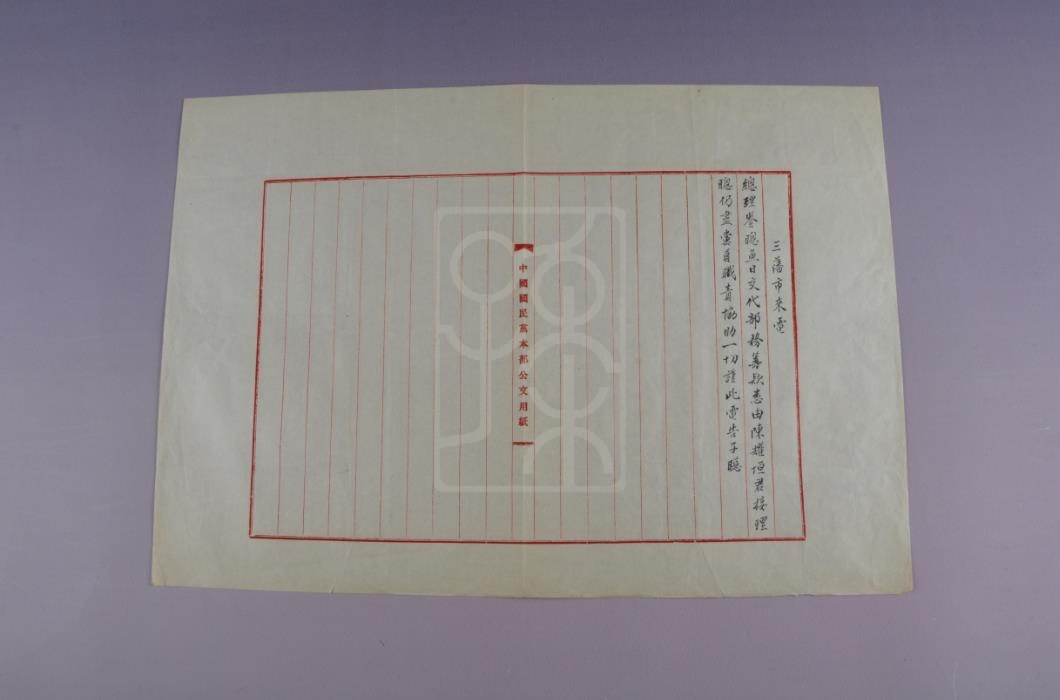 三藩市來電
總理鑒聰魚日交代部務籌款悉由陳耀垣君接理
聰仍盡黨員職責協助一切謹此電告子聰
中國國民黨本部公文用紙